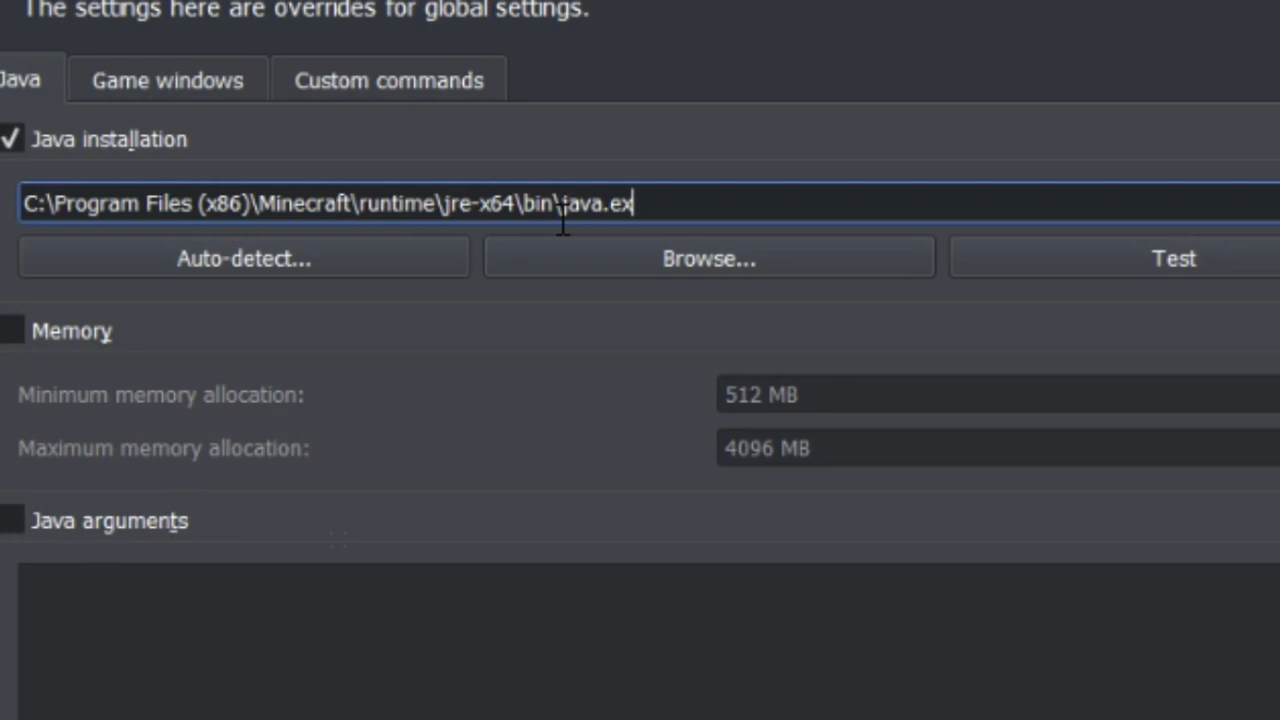 The settings here are overrides for global settings.
Java Game windows Custom commands
Java installation
C:\Program Files (x86)\Minecraft\runtime\jre-x64\bin\java.ex
Auto-detect... Browse... Test
Memory
Minimum memory allocation: 512 MB
Maximum memory allocation: 4096 MB
Java arguments